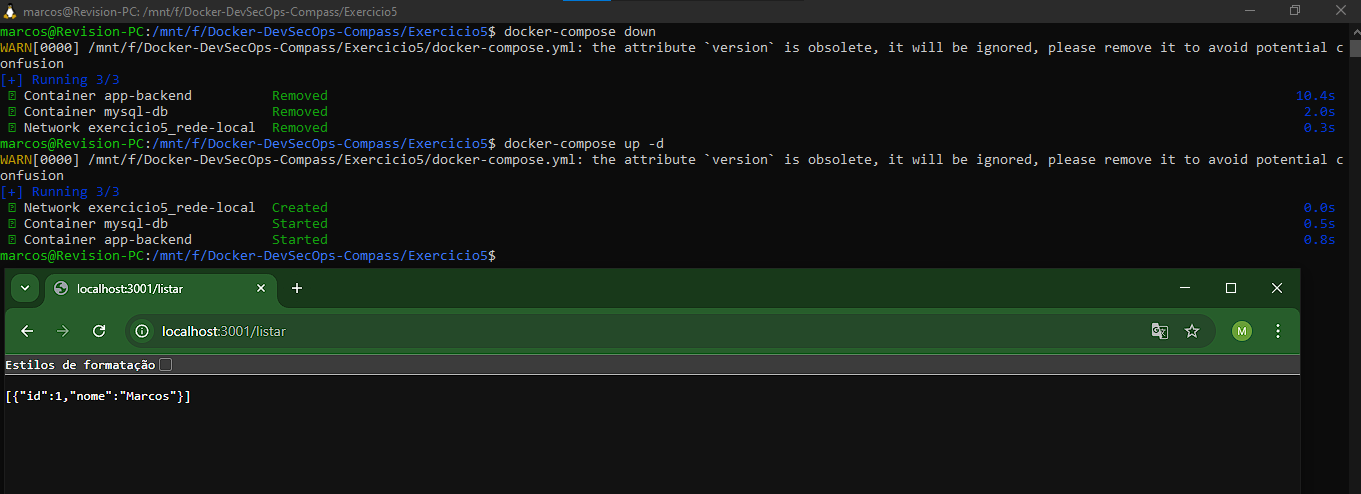 marcos@Revision-PC: /mnt/f/Docker-DevSecOps-Compass/Exercicio5
marcos@Revision-PC:/mnt/f/Docker-DevSecOps-Compass/Exercicio5$ docker-compose down
WARN[0000] /mnt/f/Docker-DevSecOps-Compass/Exercicio5/docker-compose.yml: the attribute `version` is obsolete, it will be ignored, please remove it to avoid potential c
onfusion
[+] Running 3/3
Container app-backend Removed 10.4s
Container mysql-db Removed 2.0s
Network exercicio5_rede-local Removed 0.3s
marcos@Revision-PC:/mnt/f/Docker-DevSecOps-Compass/Exercicio5$ docker-compose up -d
WARN[0000] /mnt/f/Docker-DevSecOps-Compass/Exercicio5/docker-compose.yml: the attribute `version` is obsolete, it will be ignored, please remove it to avoid potential c
onfusion
[+] Running 3/3
Network exercicio5_rede-local Created 0.0s
Container mysql-db Started 0.5s
Container app-backend Started 0.8s
marcos@Revision-PC:/mnt/f/Docker-DevSecOps-Compass/Exercicio5$
localhost:3001/listar
localhost:3001/listar M
Estilos de formatação
[{"id":1,"nome":"Marcos"}]